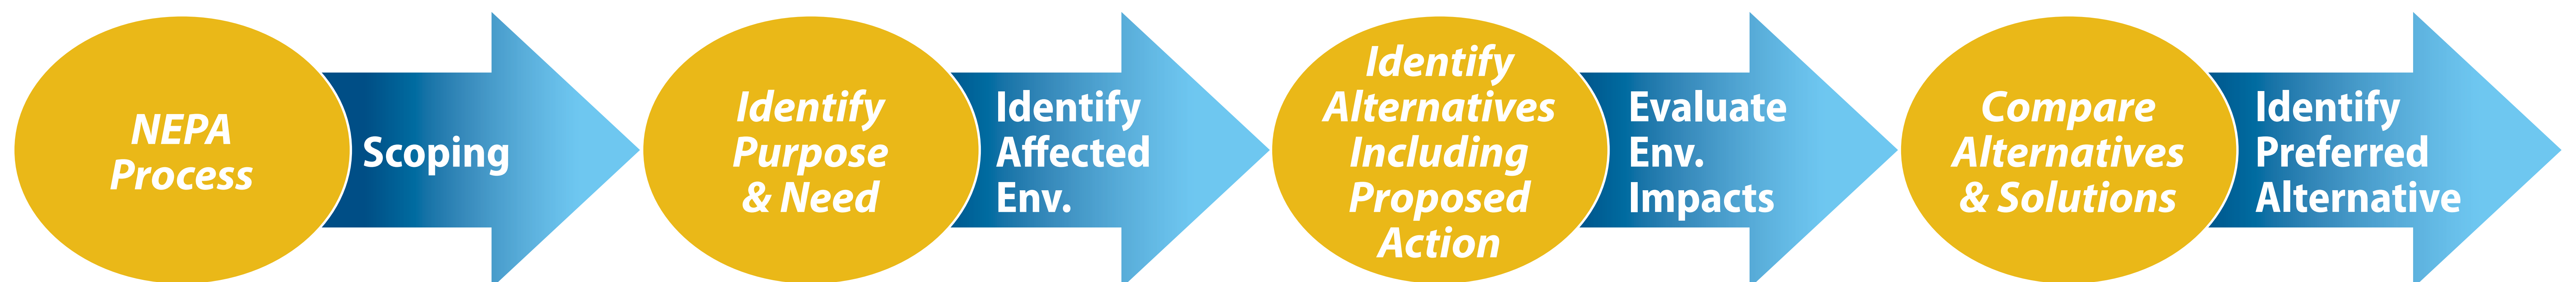 NEPA
Process
Scoping
Identify
Purpose
& Need
Identify
Affected
Env.
Identify
Alternatives
Including
Proposed
Action
Evaluate
Env.
Impacts
Compare
Alternatives
& Solutions
Identify
Preferred
Alternative